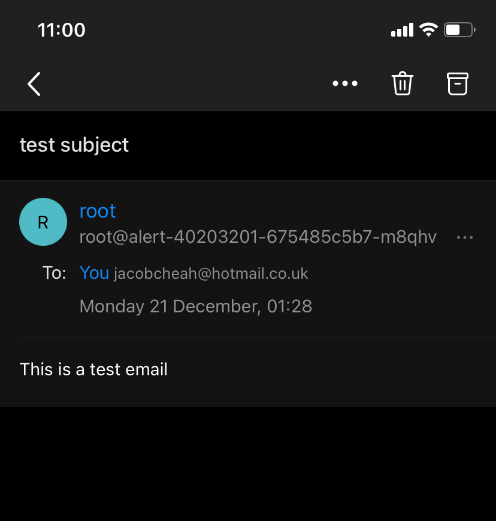 11:00
test subject
R
root
root@alert-40203201-675485c5b7-m8qhv
To: You jacobcheah@hotmail.co.uk
Monday 21 December, 01:28
This is a test email